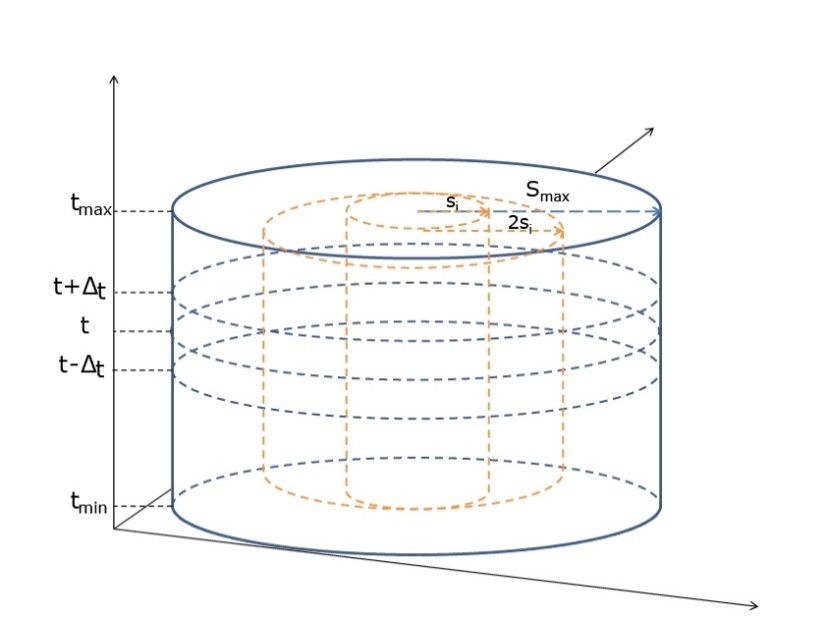 t_max
s_i
S_max
2s_i
t+Δt
t
t-Δt
t_min